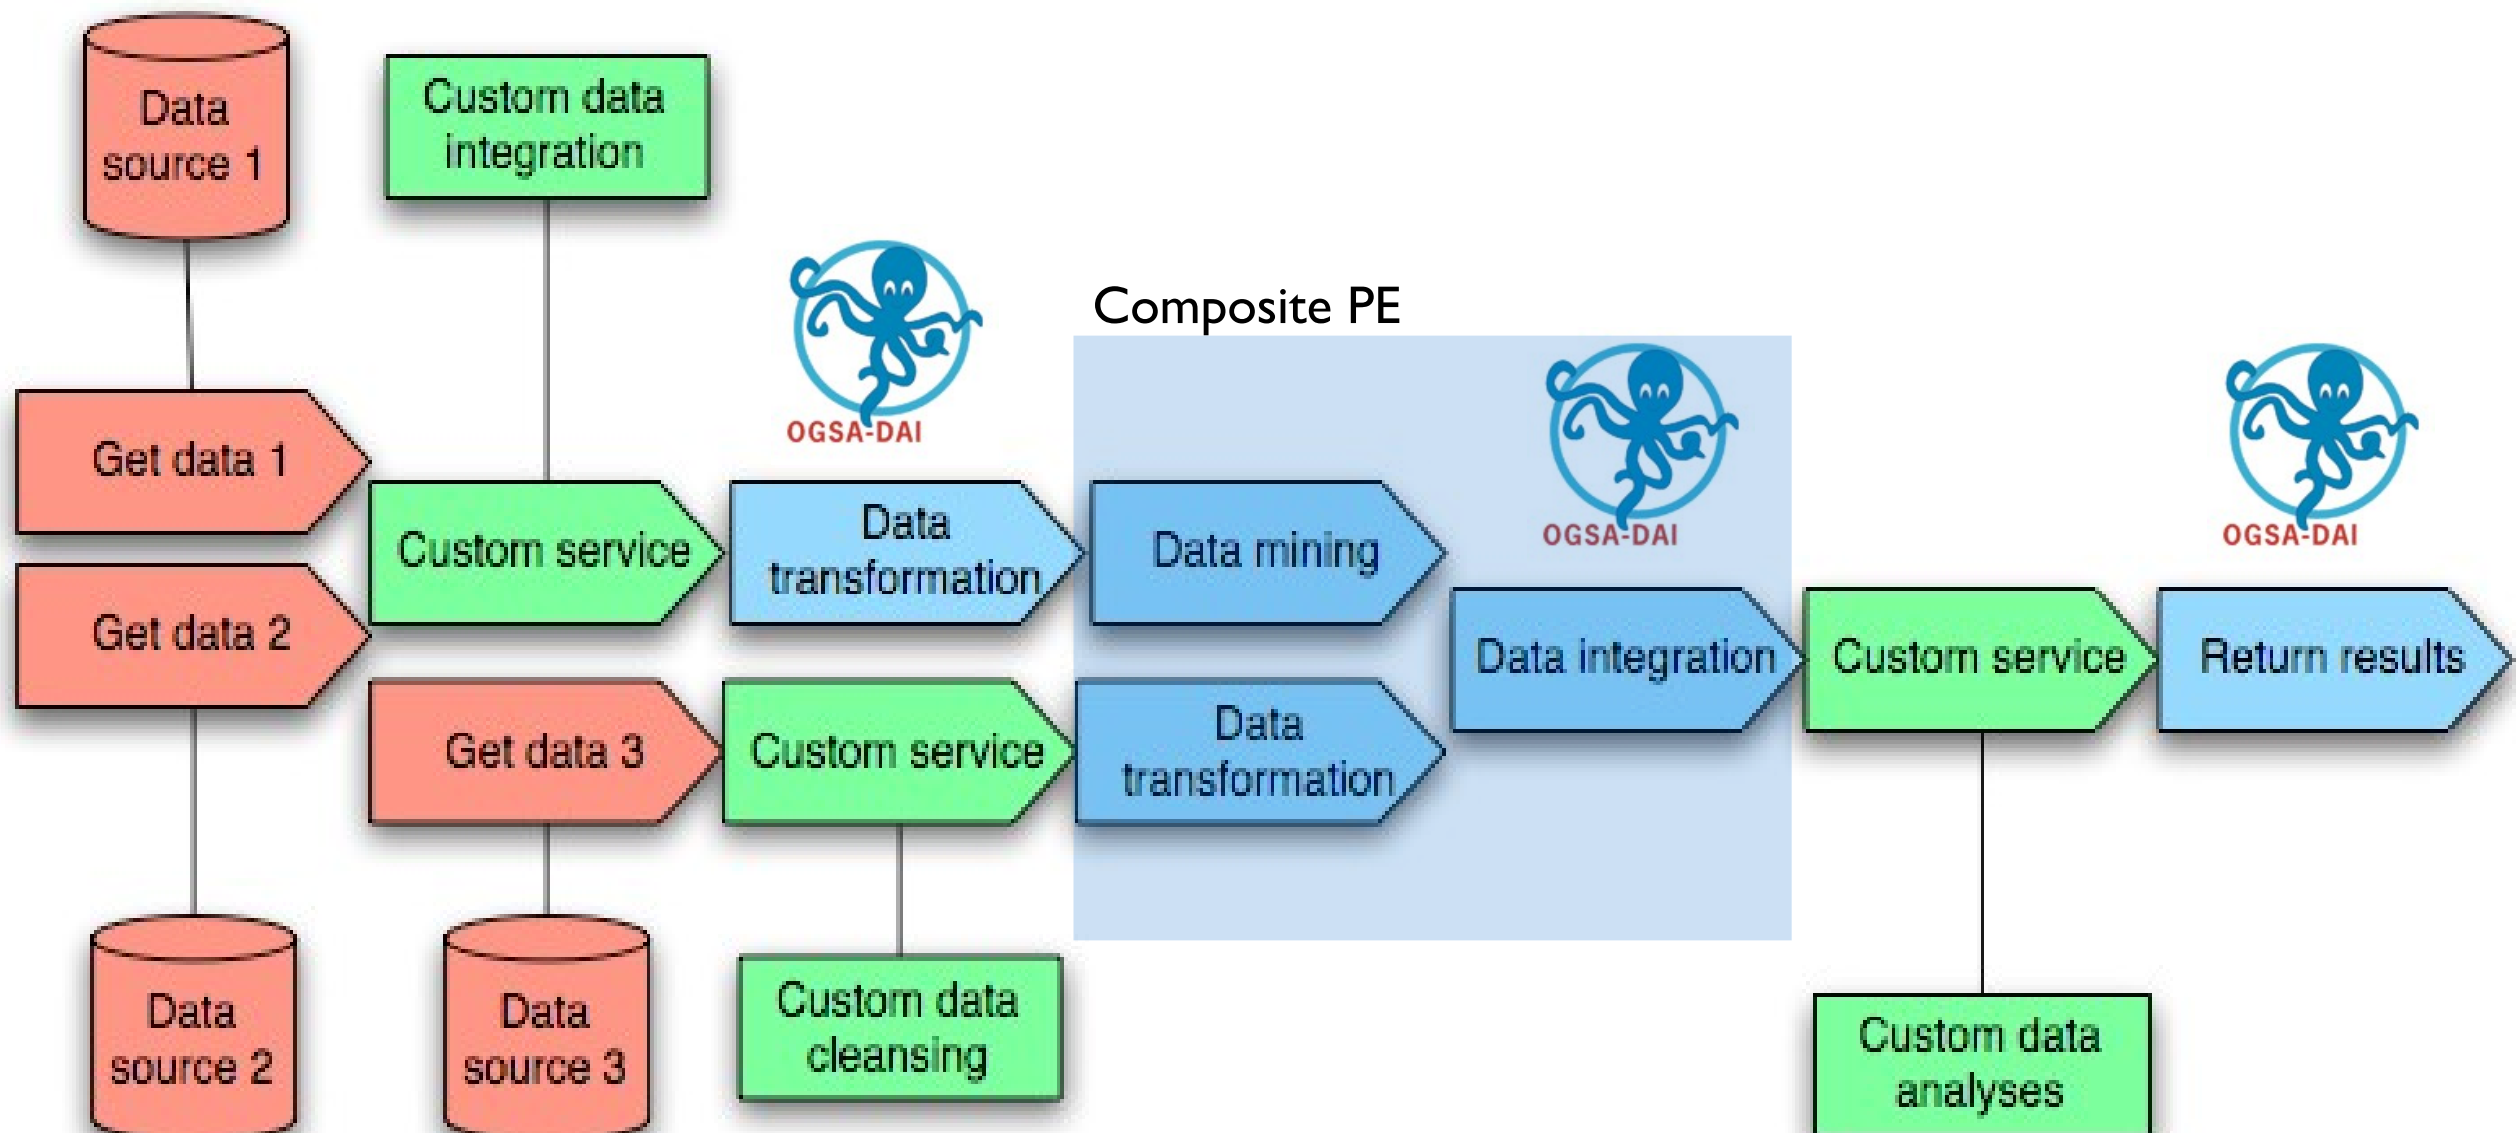 Data
source 1
Custom data
integration
OGSA-DAI
Composite PE
OGSA-DAI
OGSA-DAI
Get data 1
Get data 2
Custom service
Data
transformation
Data mining
Data integration
Custom service
Return results
Get data 3
Custom service
Data
transformation
Data
source 2
Data
source 3
Custom data
cleansing
Custom data
analyses